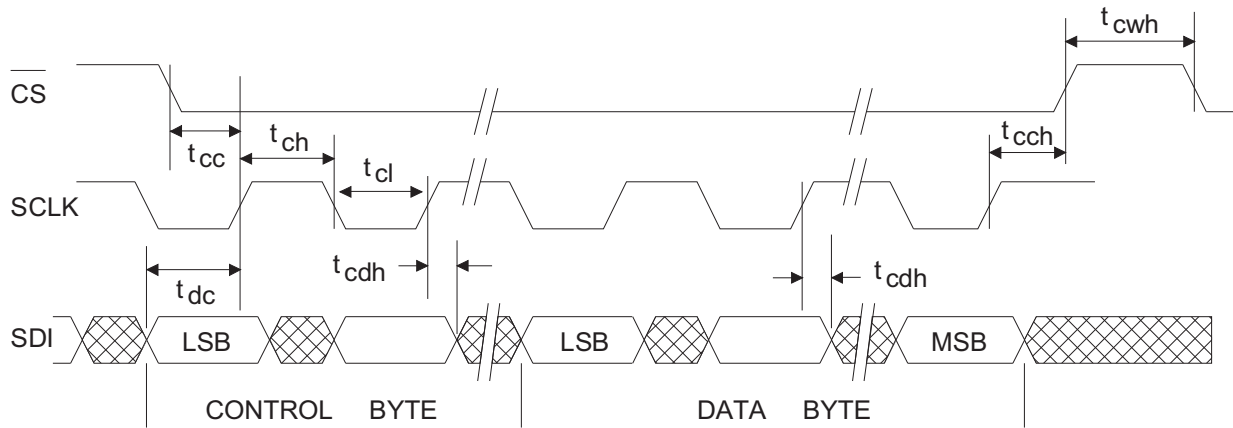 t cwh
CS
t cc
t ch
t cch
t cl
SCLK
t cdh
t cdh
t dc
SDI
LSB
LSB
MSB
CONTROL BYTE
DATA BYTE